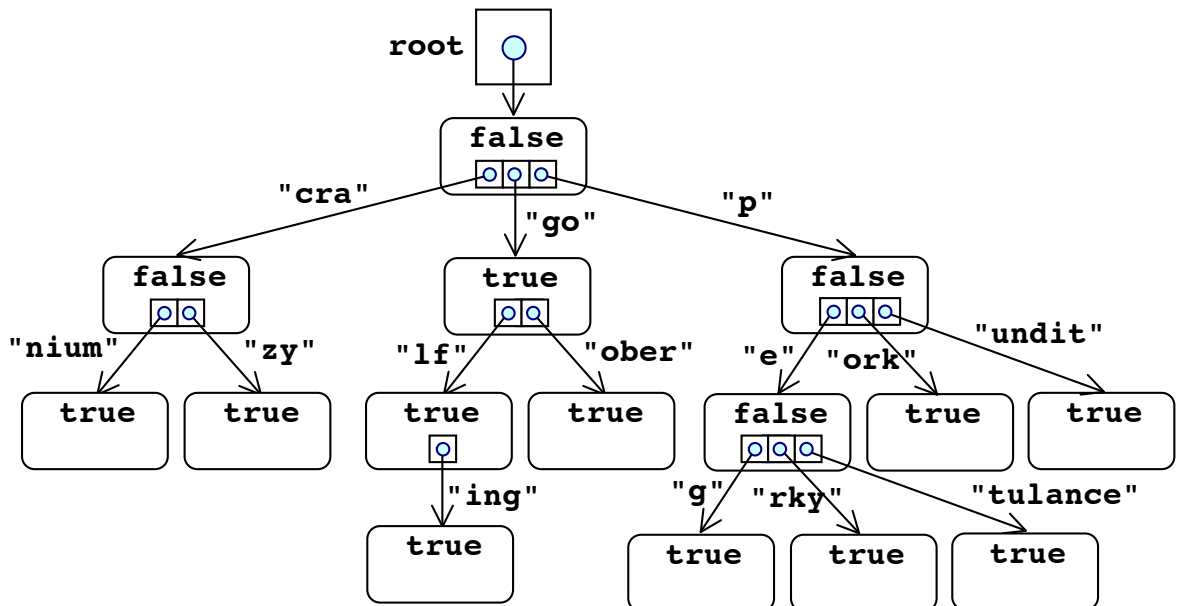 root
false
"cra" "go" "p"
false true false
"nium" "zy" "lf" "ober" "e" "ork" "undit"
true true true true false true true
"ing" "g" "rky" "tulance"
true true true true